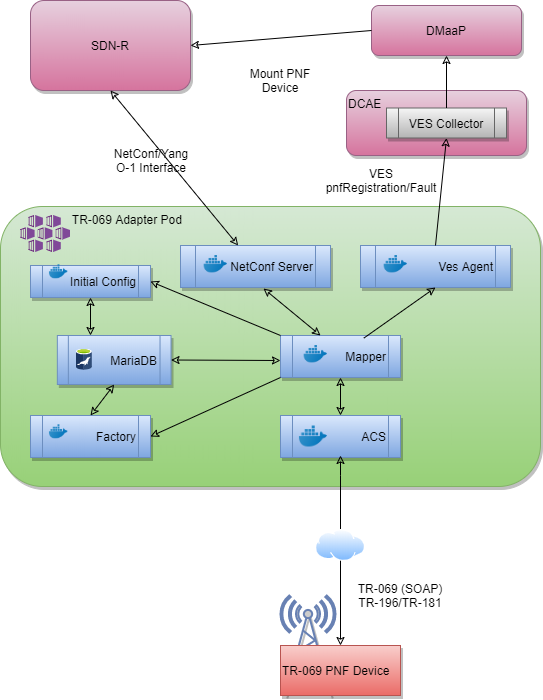 SDN-R
DMaaP
Mount PNF
Device
DCAE
VES Collector
NetConf/Yang
O-1 Interface
VES
pnfRegistration/Fault
TR-069 Adapter Pod
NetConf Server
Ves Agent
Initial Config
MariaDB
Mapper
Factory
ACS
TR-069 (SOAP)
TR-196/TR-181
TR-069 PNF Device